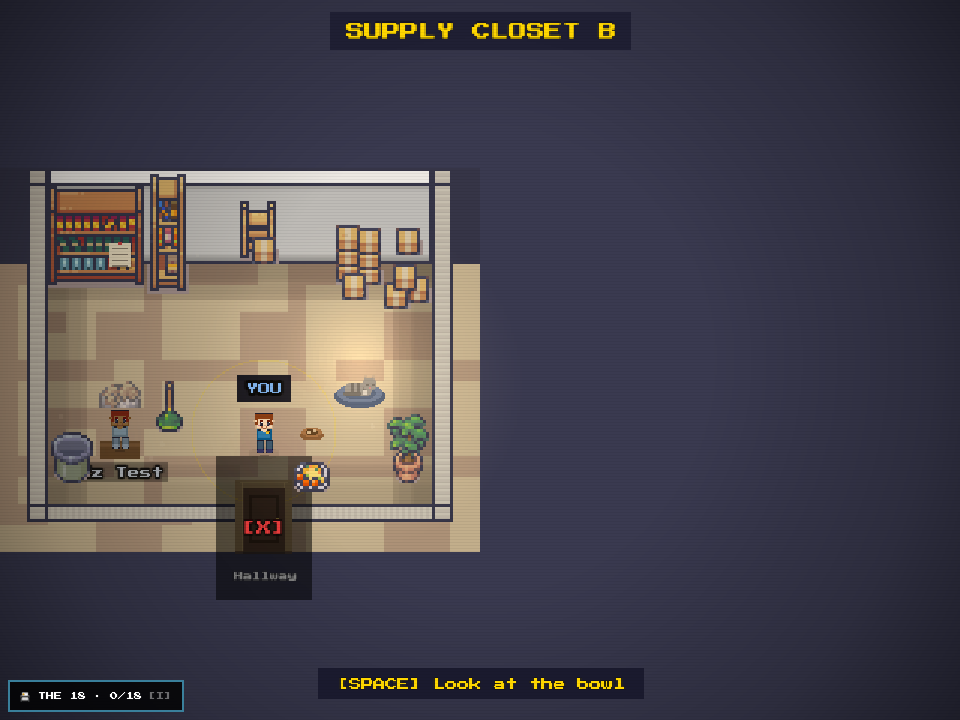 SUPPLY CLOSET B
YOU
z Test
[X]
Hallway
[SPACE] Look at the bowl
THE 18 · 0/18 [I]